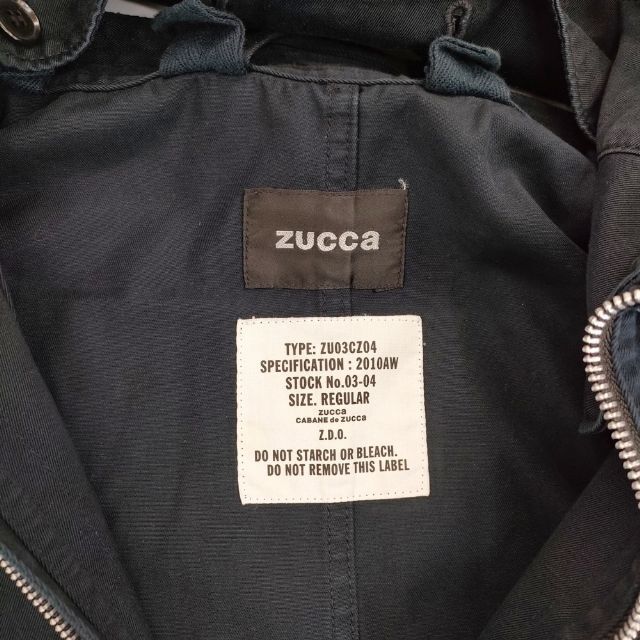 zucca
TYPE: ZU03CZ04
SPECIFICATION : 2010AW
STOCK No.03-04
SIZE. REGULAR
zucca
CABANE de zucca
Z.D.O.
DO NOT STARCH OR BLEACH.
DO NOT REMOVE THIS LABEL